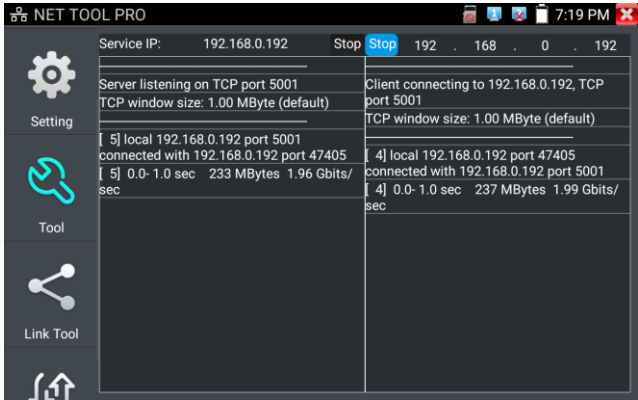 NET TOOL PRO
7:19 PM
Setting
Tool
Link Tool
Service IP: 192.168.0.192 Stop
------------------------------------------------------------
Server listening on TCP port 5001
TCP window size: 1.00 MByte (default)
------------------------------------------------------------
[ 5] local 192.168.0.192 port 5001
connected with 192.168.0.192 port 47405
[ 5] 0.0- 1.0 sec 233 MBytes 1.96 Gbits/
sec
Stop 192 . 168 . 0 . 192
------------------------------------------------------------
Client connecting to 192.168.0.192, TCP
port 5001
TCP window size: 1.00 MByte (default)
------------------------------------------------------------
[ 4] local 192.168.0.192 port 47405
connected with 192.168.0.192 port 5001
[ 4] 0.0- 1.0 sec 237 MBytes 1.99 Gbits/
sec